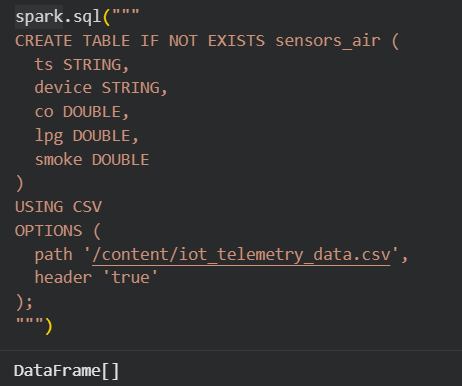 spark.sql("""
CREATE TABLE IF NOT EXISTS sensors_air (
  ts STRING,
  device STRING,
  co DOUBLE,
  lpg DOUBLE,
  smoke DOUBLE
)
USING CSV
OPTIONS (
  path '/content/iot_telemetry_data.csv',
  header 'true'
);
""")
DataFrame[]